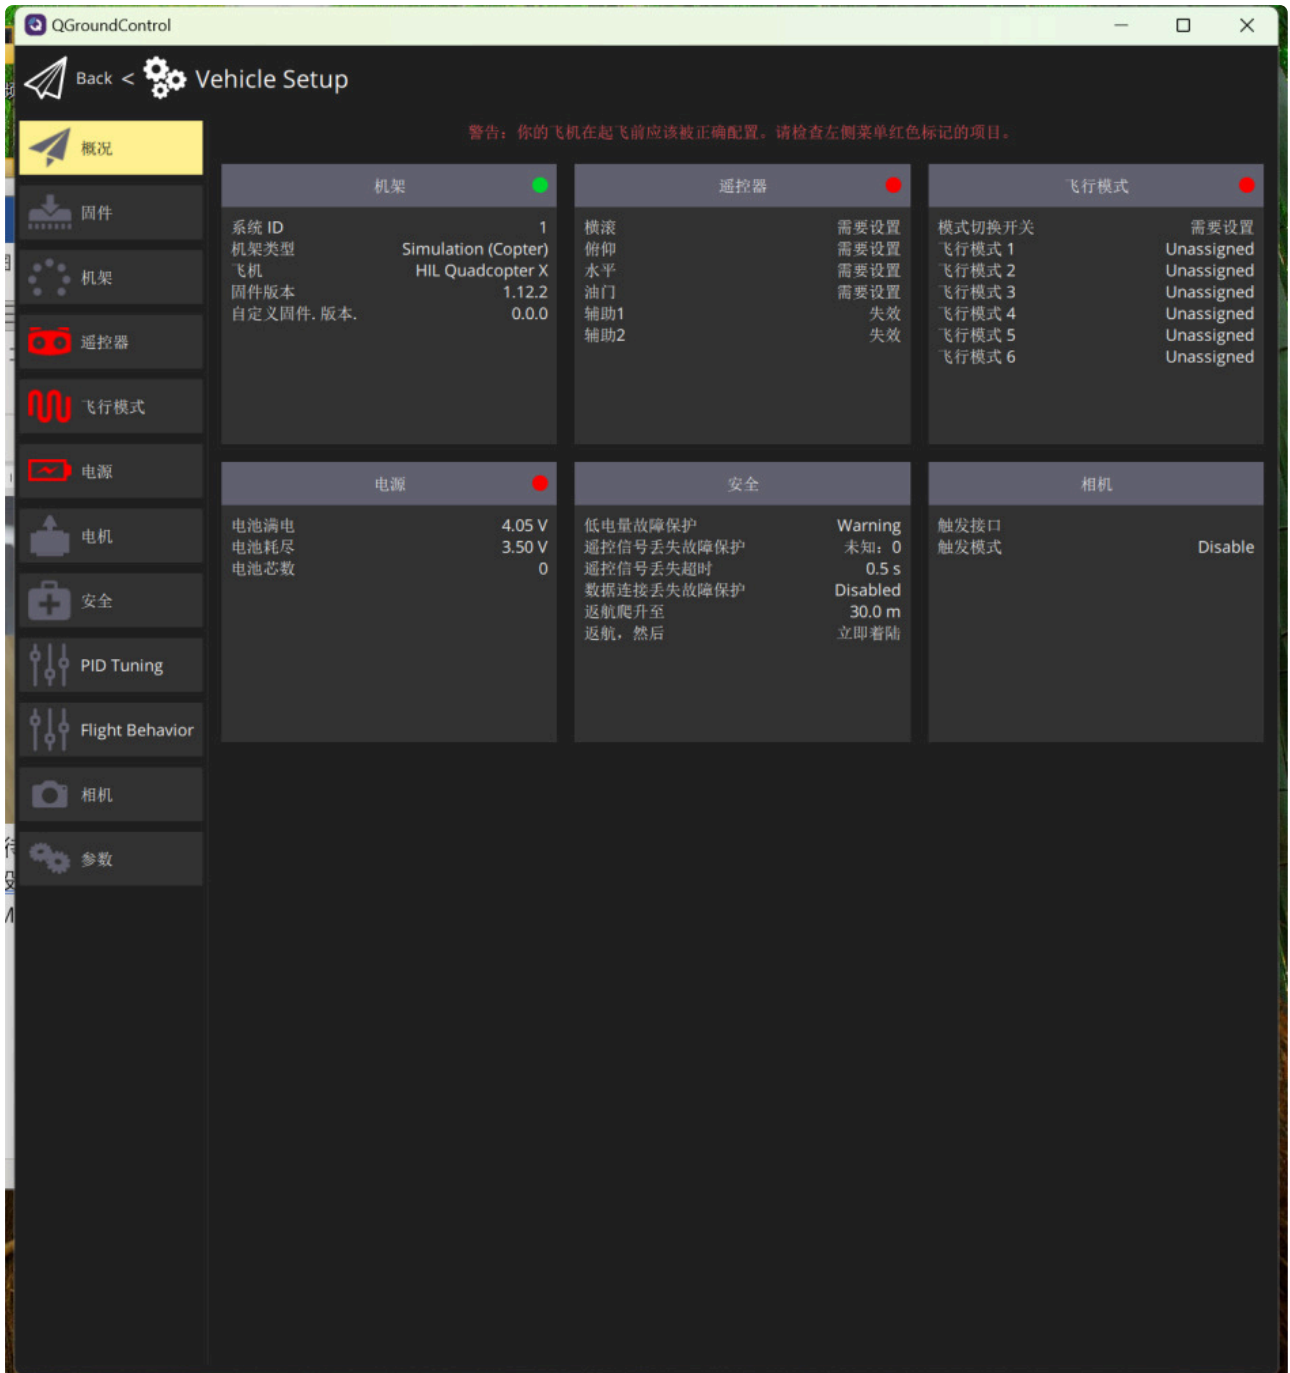 QGroundControl
Back < Vehicle Setup
警告：你的飞机在起飞前应该被正确配置。请检查左侧菜单红色标记的项目。
概况
固件
机架
遥控器
飞行模式
电源
电机
安全
PID Tuning
Flight Behavior
相机
参数
机架
系统 ID 1
机架类型 Simulation (Copter)
飞机 HIL Quadcopter X
固件版本 1.12.2
自定义固件. 版本. 0.0.0
遥控器
横滚 需要设置
俯仰 需要设置
水平 需要设置
油门 需要设置
辅助1 失效
辅助2 失效
飞行模式
模式切换开关 需要设置
飞行模式 1 Unassigned
飞行模式 2 Unassigned
飞行模式 3 Unassigned
飞行模式 4 Unassigned
飞行模式 5 Unassigned
飞行模式 6 Unassigned
电源
电池满电 4.05 V
电池耗尽 3.50 V
电池芯数 0
安全
低电量故障保护 Warning
遥控信号丢失故障保护 未知：0
遥控信号丢失超时 0.5 s
数据连接丢失故障保护 Disabled
返航爬升至 30.0 m
返航，然后 立即着陆
相机
触发接口
触发模式 Disable